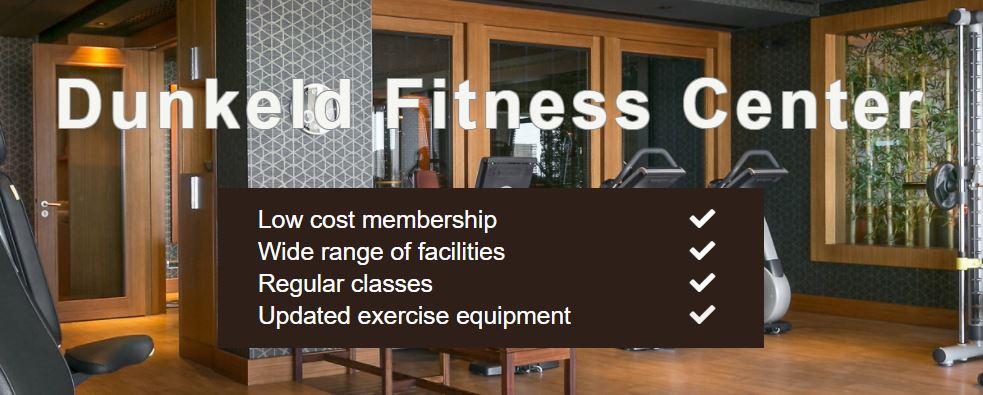 Dunkeld Fitness Center
Low cost membership ✔
Wide range of facilities ✔
Regular classes ✔
Updated exercise equipment ✔